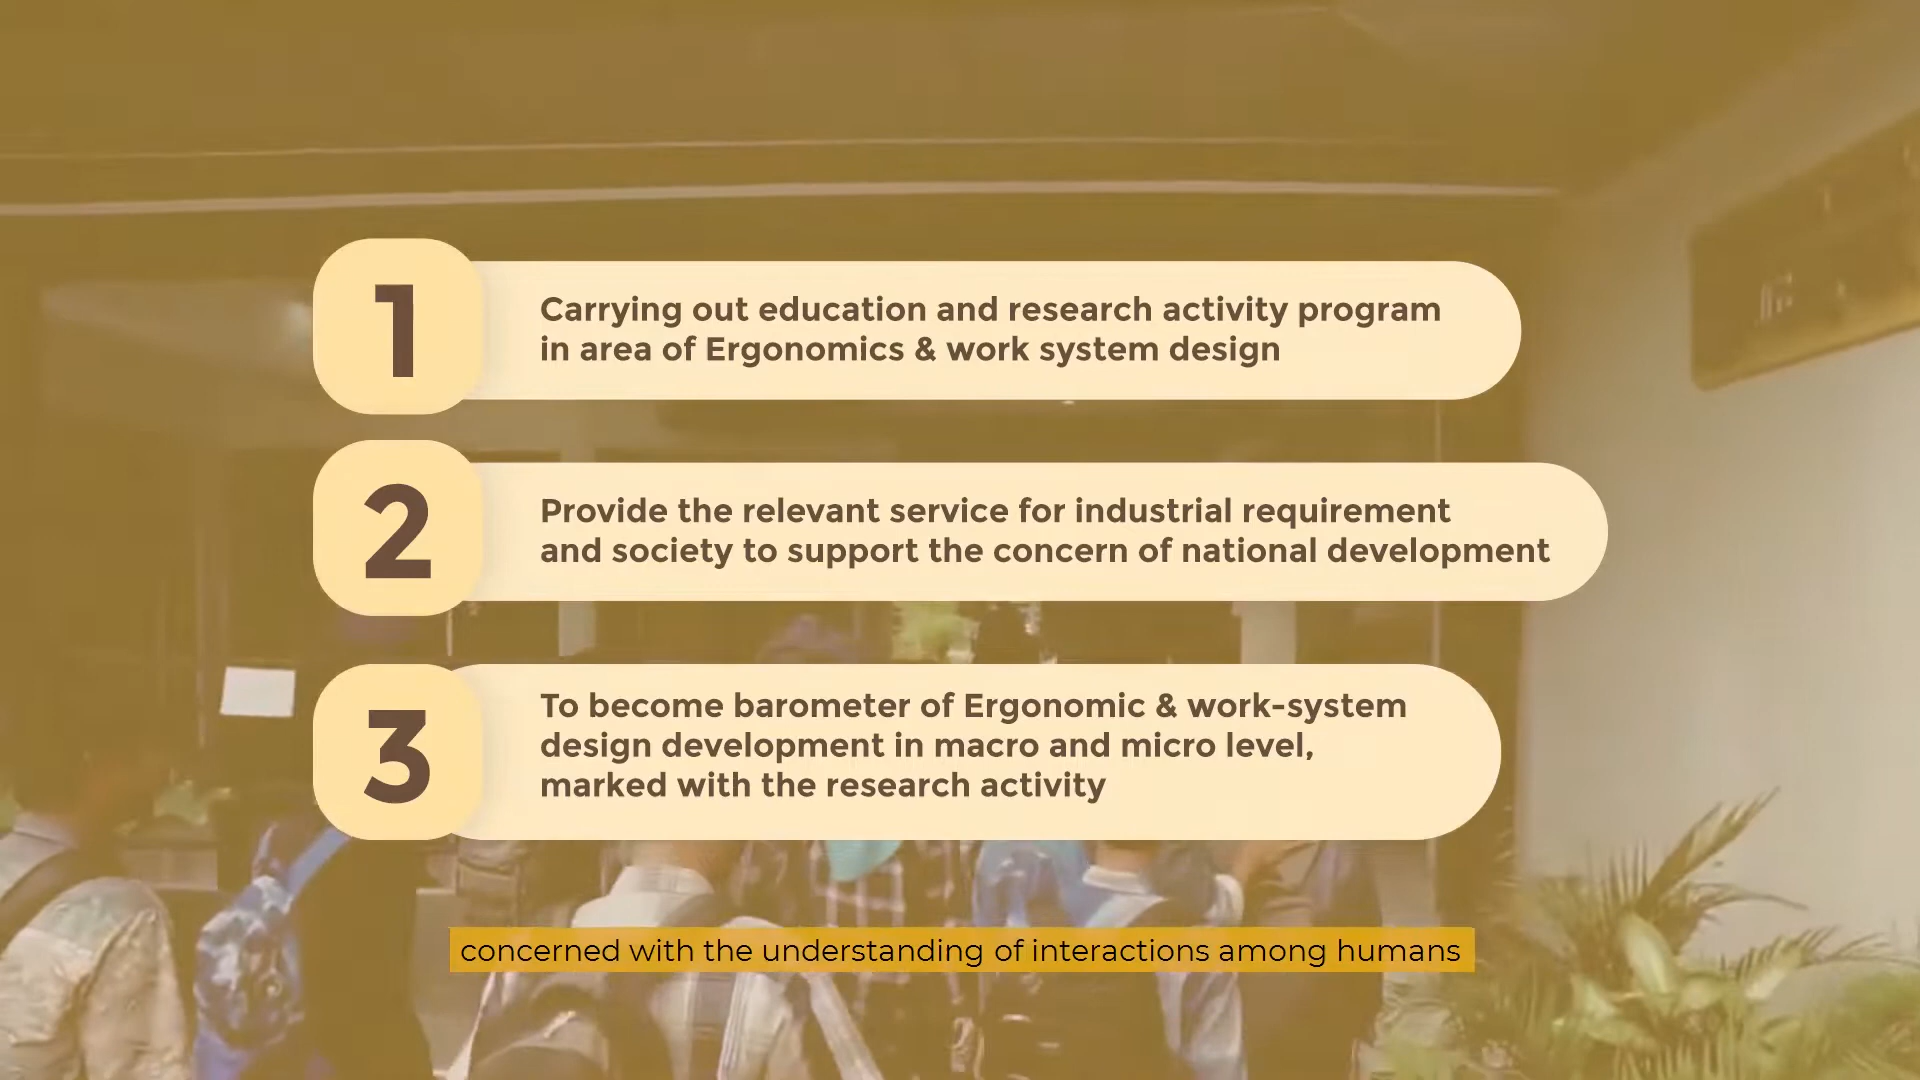 1
Carrying out education and research activity program
in area of Ergonomics & work system design
2
Provide the relevant service for industrial requirement
and society to support the concern of national development
3
To become barometer of Ergonomic & work-system
design development in macro and micro level,
marked with the research activity
concerned with the understanding of interactions among humans